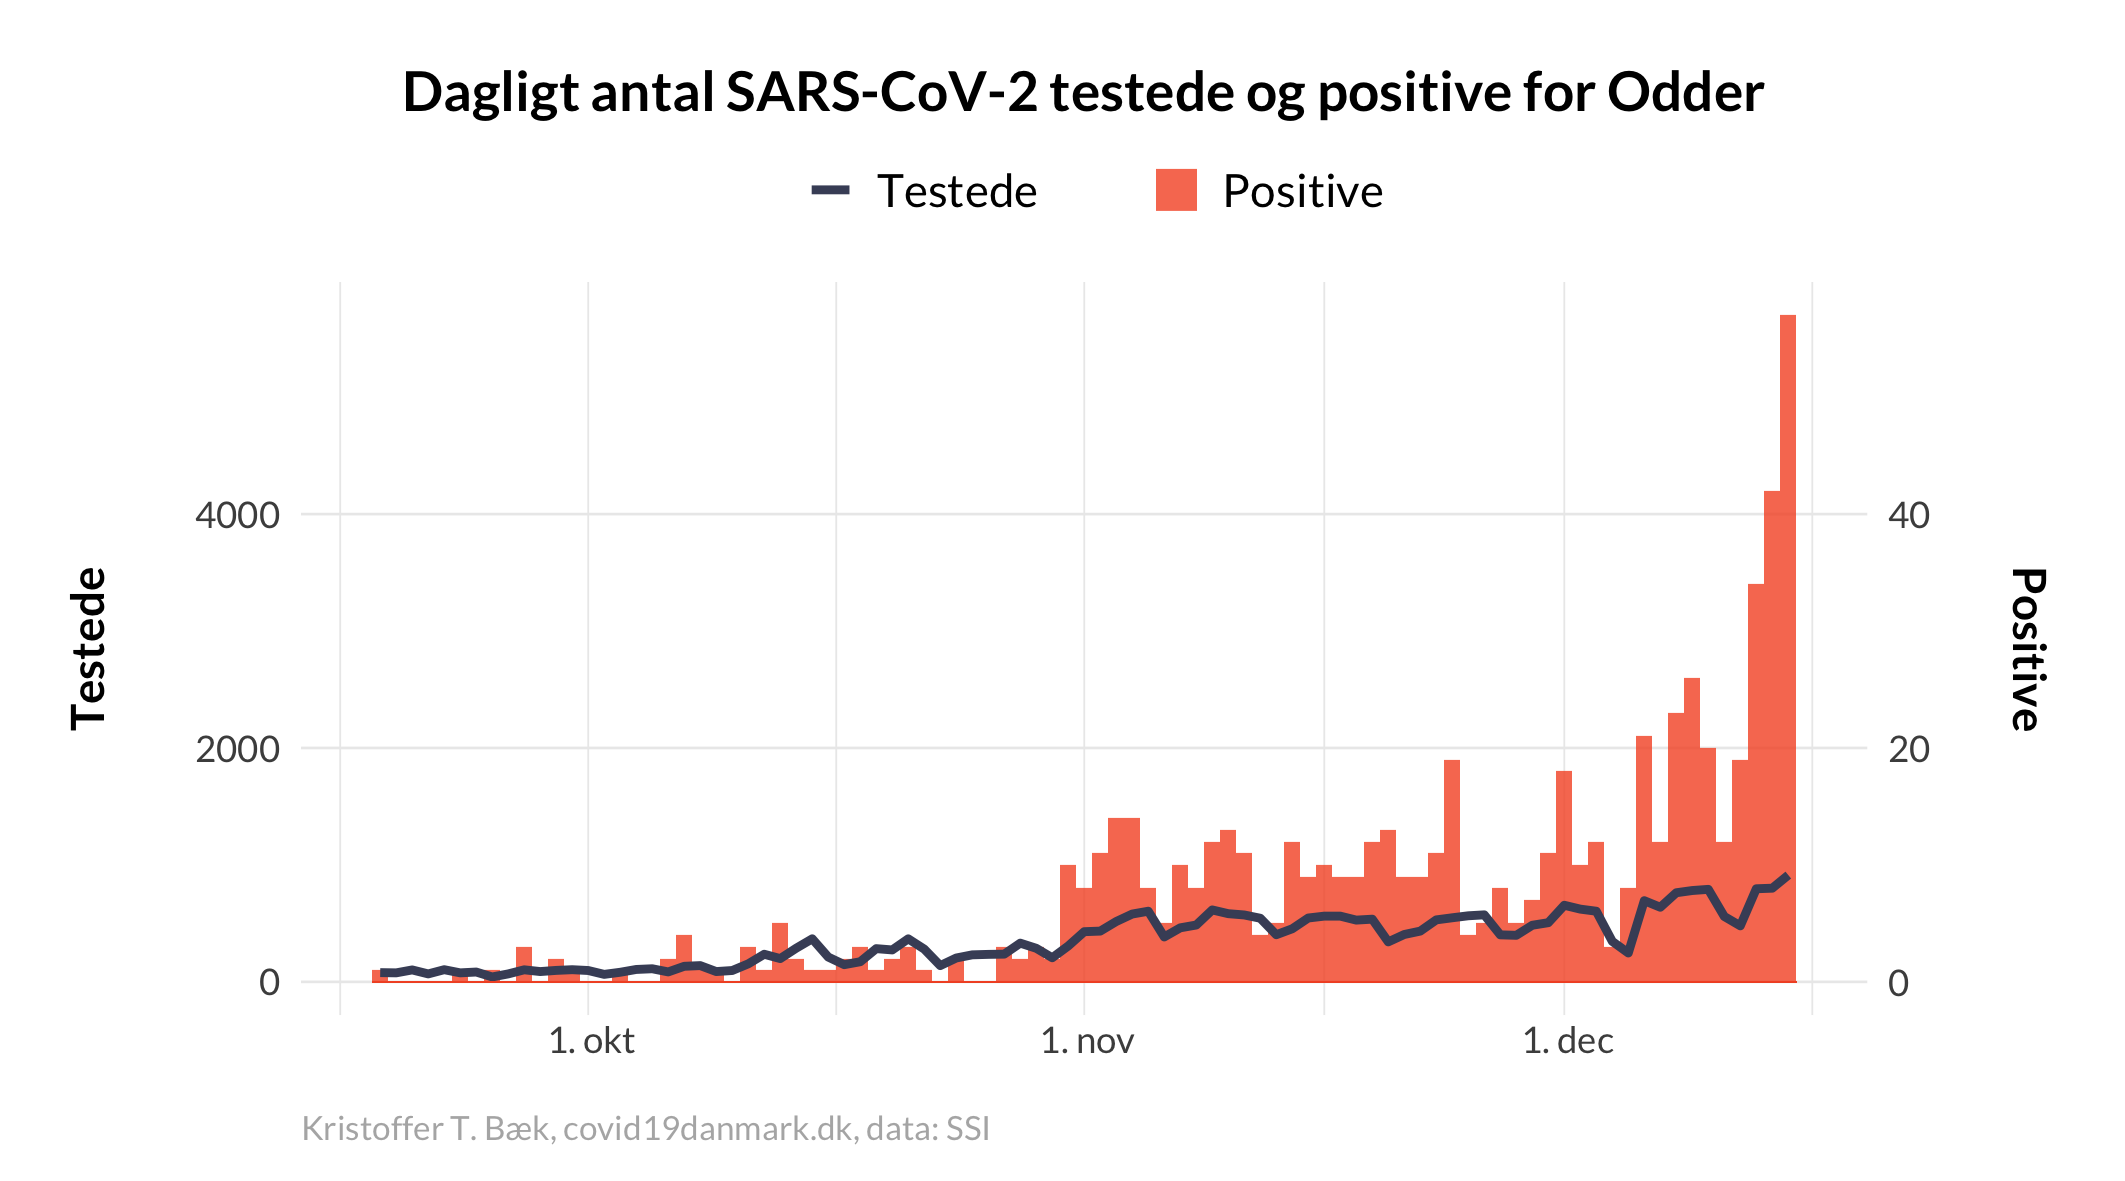 Dagligt antal SARS-CoV-2 testede og positive for Odder
Testede
Positive
4000
2000
0
Testede
40
20
0
Positive
1. okt
1. nov
1. dec
Kristoffer T. Bæk, covid19danmark.dk, data: SSI